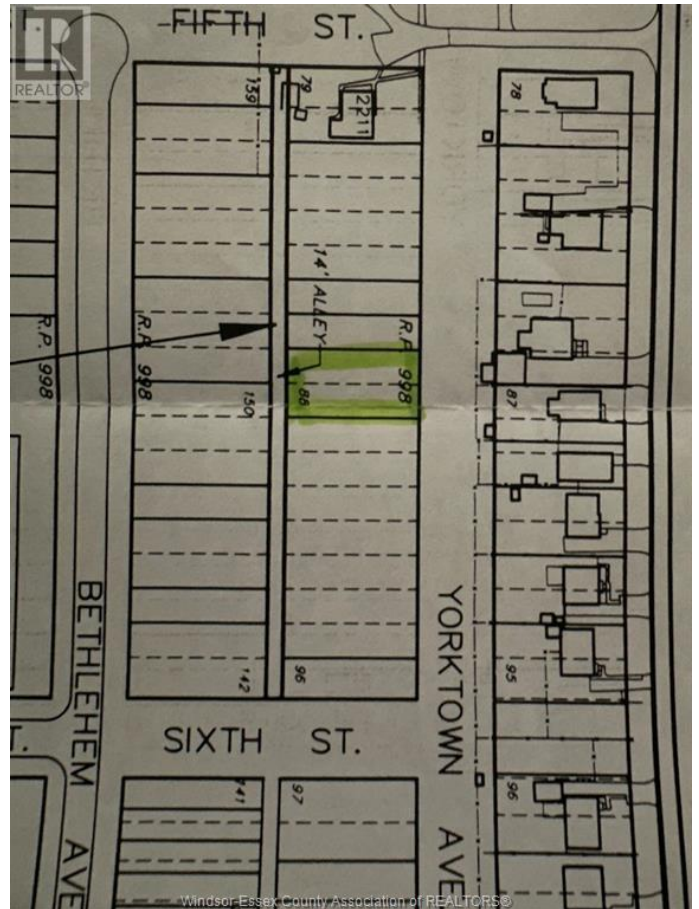 R
REALTOR®
FIFTH ST.
159
79
2211
78
14' ALLEY
R.P. 998
R.P. 998
R.P. 998
150
88
87
BETHLEHEM AVE
YORKTOWN AVE
142
96
95
SIXTH ST.
T.
141
97
96
Windsor-Essex County Association of REALTORS®